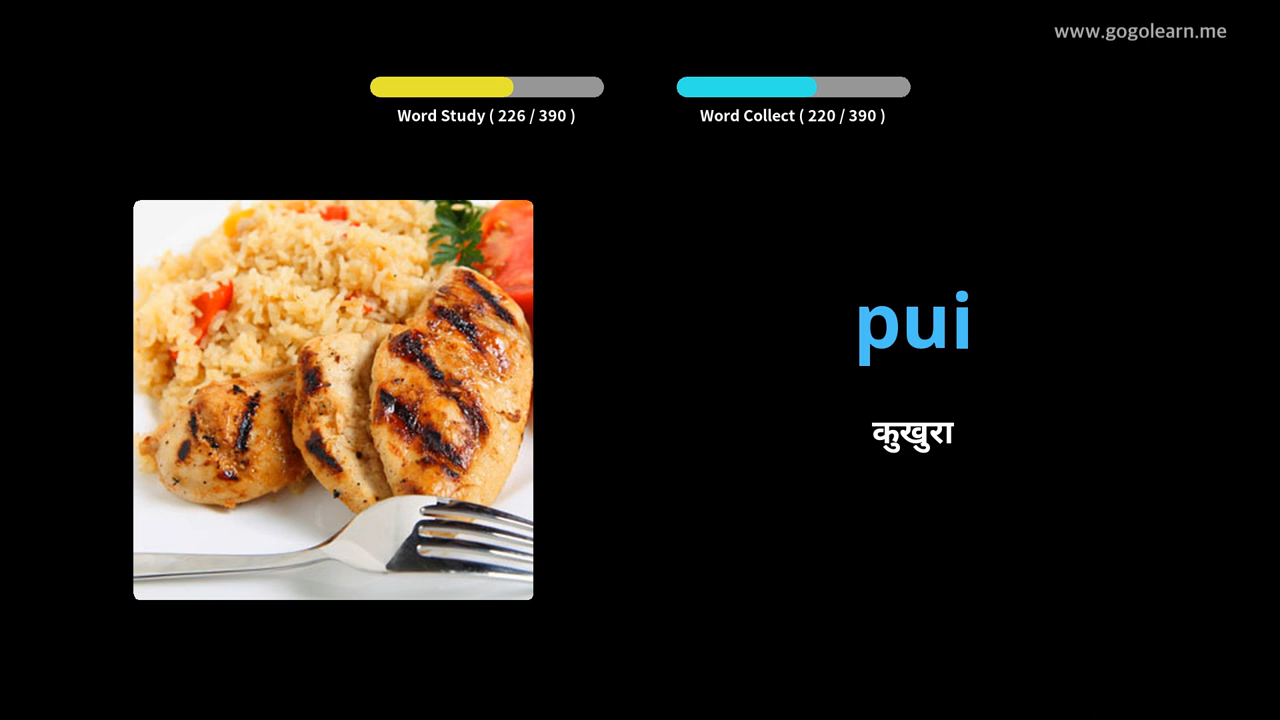 www.gogolearn.me
Word Study ( 226 / 390 )
Word Collect ( 220 / 390 )
pui
कुखुरा